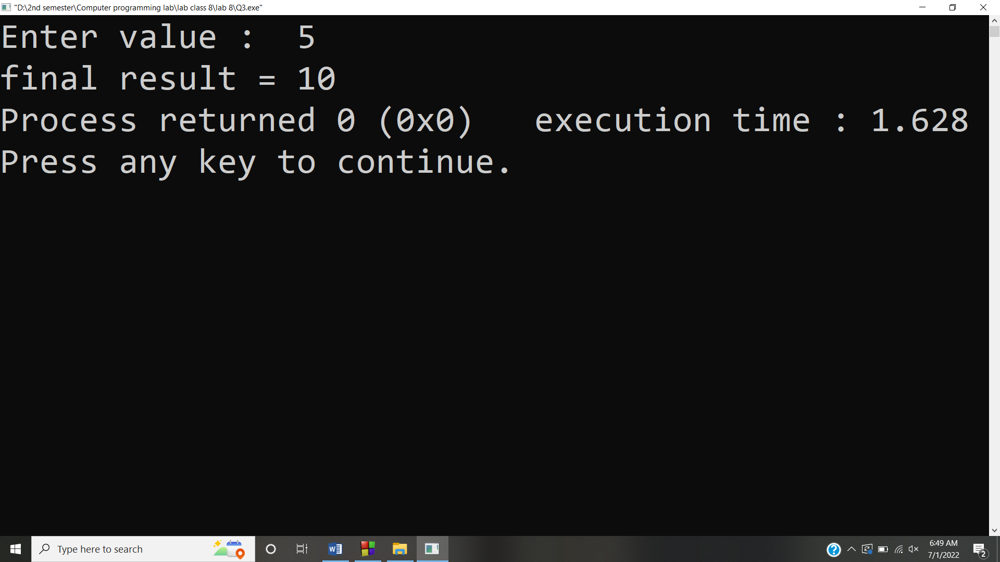 "D:\2nd semester\Computer programming lab\lab class 8\lab 8\Q3.exe"
Enter value :  5
final result = 10
Process returned 0 (0x0)   execution time : 1.628
Press any key to continue.
Type here to search
W
?
6:49 AM
7/1/2022
2